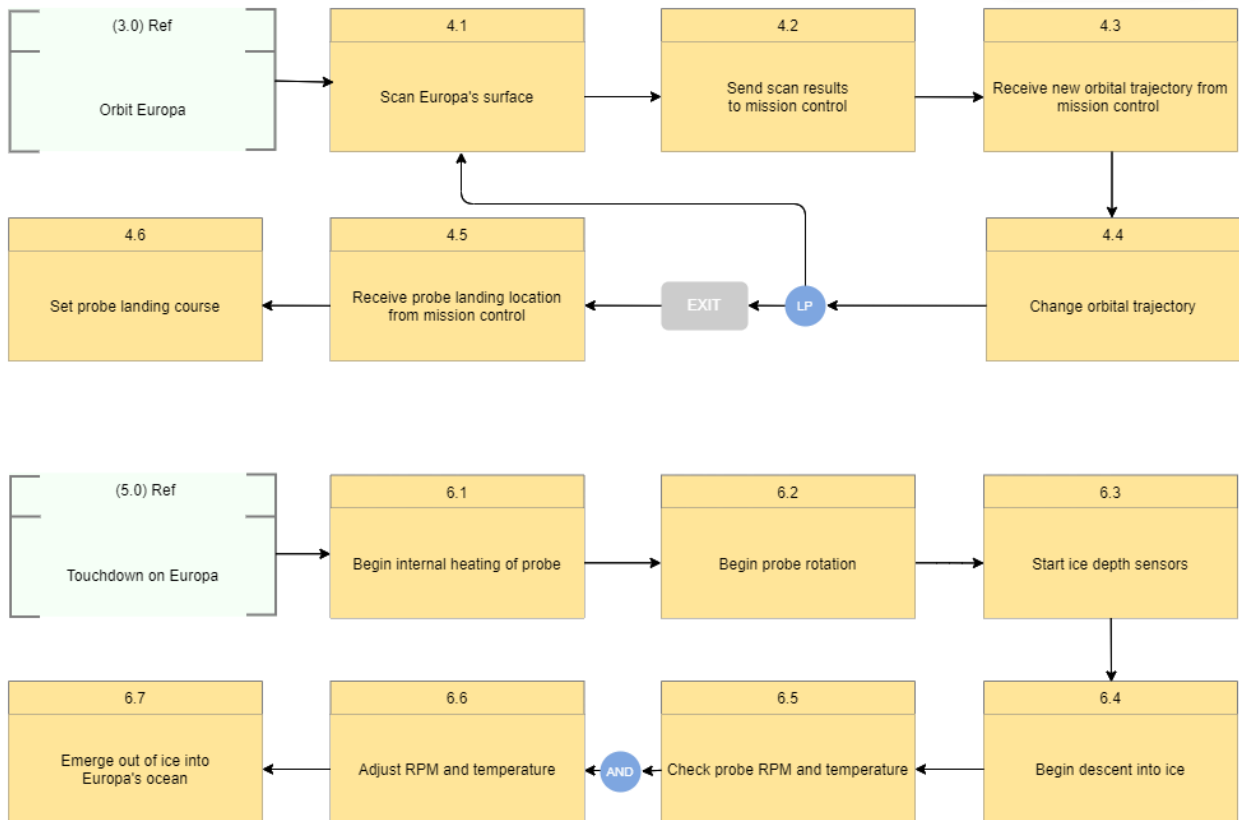 (3.0) Ref
Orbit Europa
4.1
Scan Europa's surface
4.2
Send scan results
to mission control
4.3
Receive new orbital trajectory from
mission control
4.4
Change orbital trajectory
LP
EXIT
4.5
Receive probe landing location
from mission control
4.6
Set probe landing course
(5.0) Ref
Touchdown on Europa
6.1
Begin internal heating of probe
6.2
Begin probe rotation
6.3
Start ice depth sensors
6.4
Begin descent into ice
6.5
Check probe RPM and temperature
AND
6.6
Adjust RPM and temperature
6.7
Emerge out of ice into
Europa's ocean